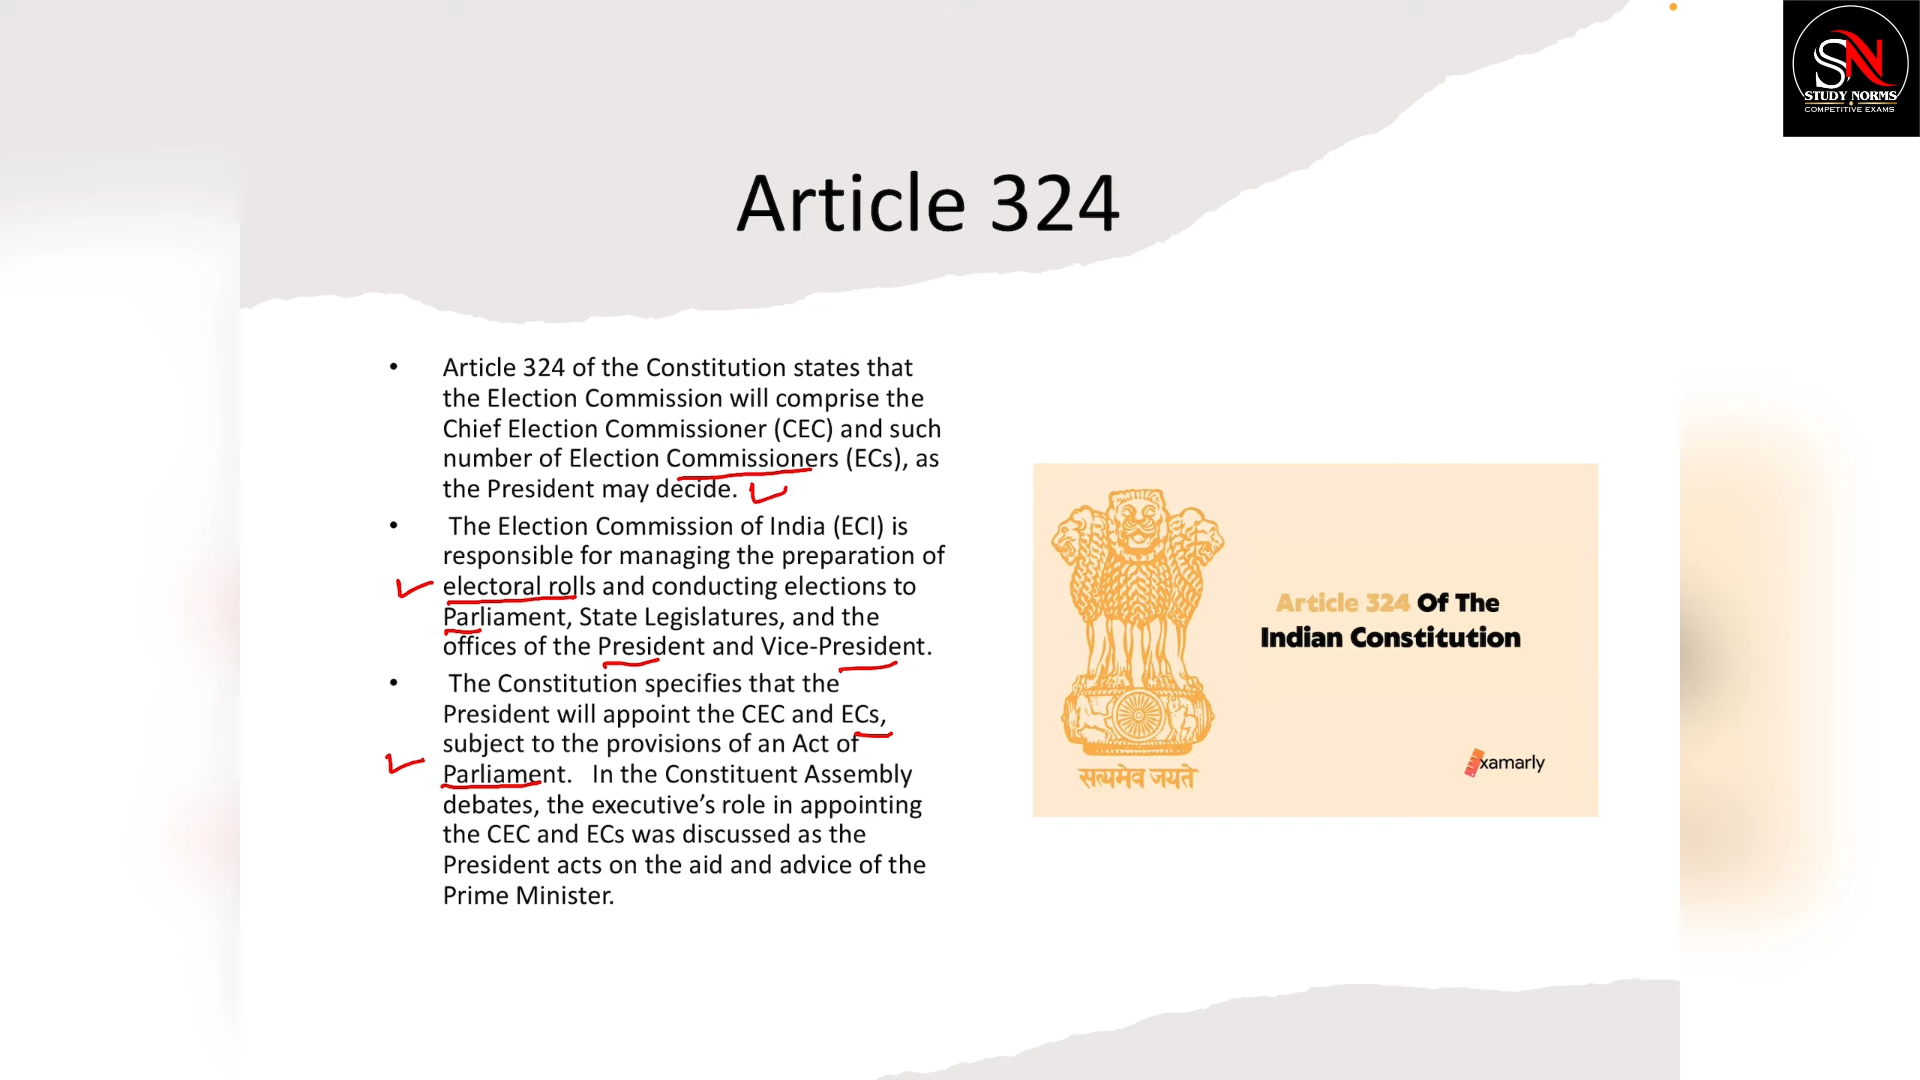 SN
STUDY NORMS
COMPETITIVE EXAMS
Article 324
• Article 324 of the Constitution states that
the Election Commission will comprise the
Chief Election Commissioner (CEC) and such
number of Election Commissioners (ECs), as
the President may decide.
• The Election Commission of India (ECI) is
responsible for managing the preparation of
electoral rolls and conducting elections to
Parliament, State Legislatures, and the
offices of the President and Vice-President.
• The Constitution specifies that the
President will appoint the CEC and ECs,
subject to the provisions of an Act of
Parliament. In the Constituent Assembly
debates, the executive’s role in appointing
the CEC and ECs was discussed as the
President acts on the aid and advice of the
Prime Minister.
Article 324 Of The
Indian Constitution
सत्यमेव जयते
Examarly